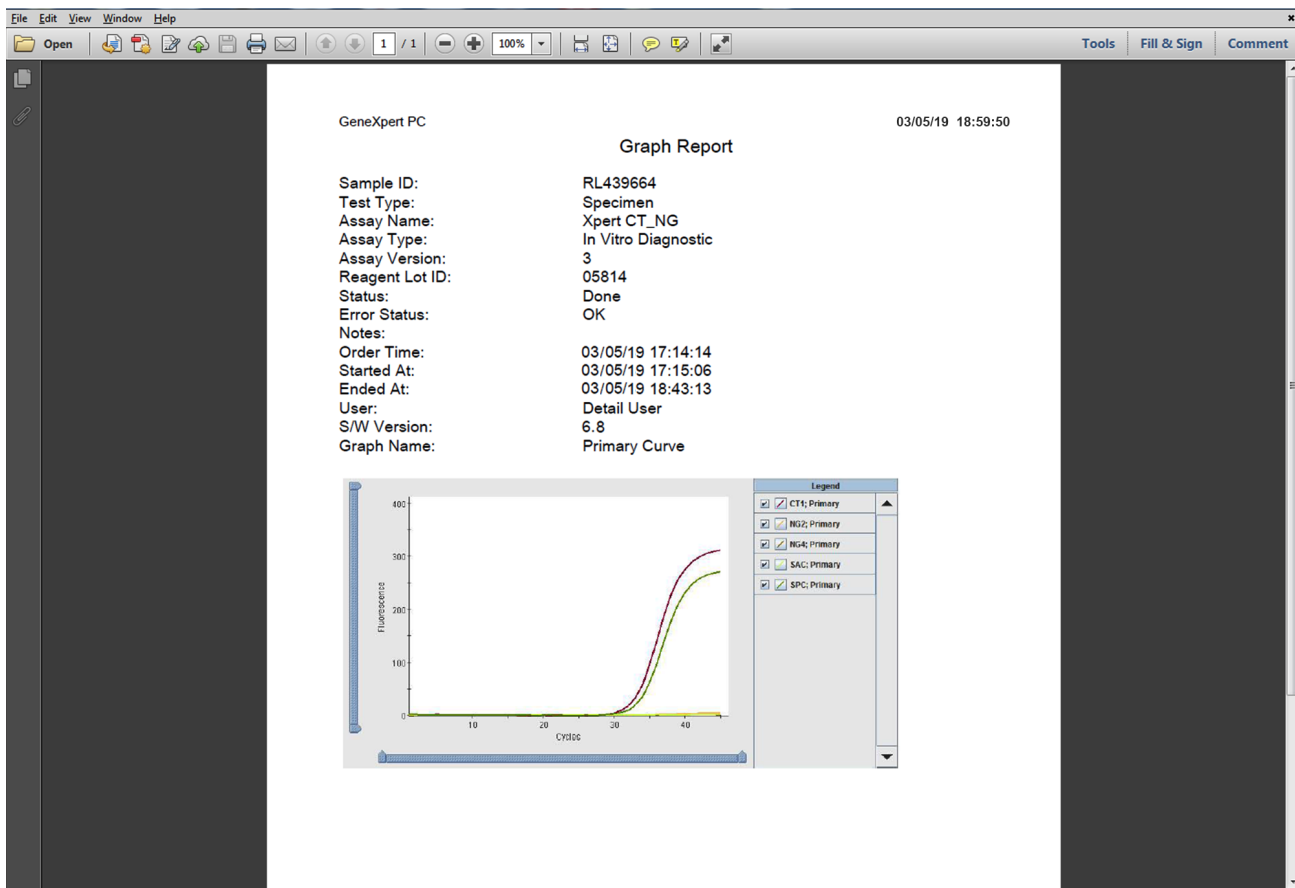 File Edit View Window Help
Open 1 / 1 100% Tools Fill & Sign Comment
GeneXpert PC 03/05/19 18:59:50
Graph Report
Sample ID: RL439664
Test Type: Specimen
Assay Name: Xpert CT_NG
Assay Type: In Vitro Diagnostic
Assay Version: 3
Reagent Lot ID: 05814
Status: Done
Error Status: OK
Notes:
Order Time: 03/05/19 17:14:14
Started At: 03/05/19 17:15:06
Ended At: 03/05/19 18:43:13
User: Detail User
S/W Version: 6.8
Graph Name: Primary Curve
Legend
CT1; Primary
NG2; Primary
NG4; Primary
SAC; Primary
SPC; Primary
400
300
200
100
0
Fluorescence
10 20 30 40
Cycles